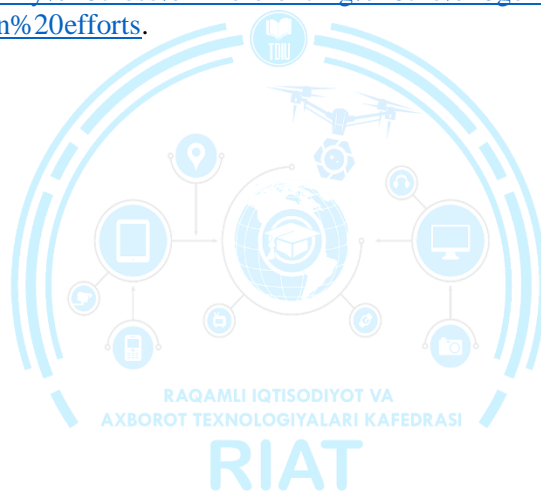 n%20efforts.
TDIU
RAQAMLI IQTISODIYOT VA
AXBOROT TEXNOLOGIYALARI KAFEDRASI
RIAT